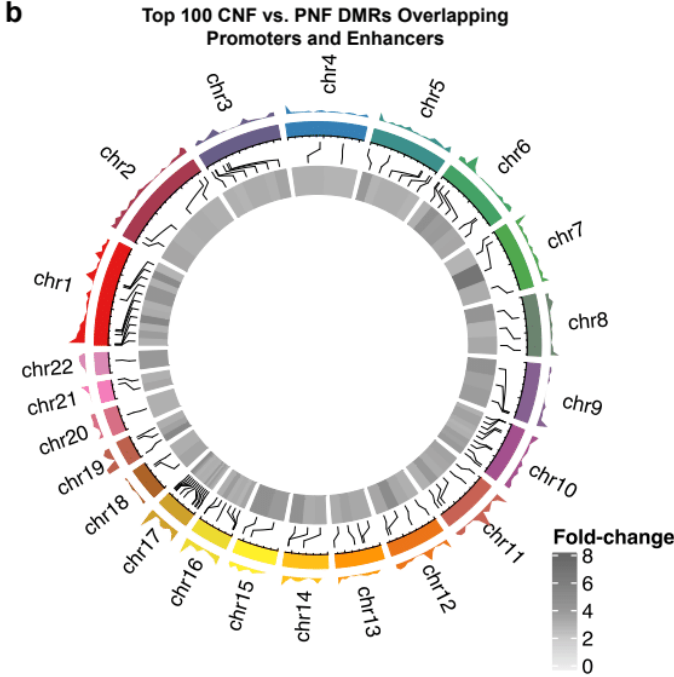 b
Top 100 CNF vs. PNF DMRs Overlapping
Promoters and Enhancers
chr4
chr3
chr5
chr2
chr6
chr7
chr1
chr8
chr22
chr21
chr9
chr20
chr19
chr10
chr18
chr11
chr17
chr16
chr15
chr14
chr13
chr12
Fold-change
8
6
4
2
0